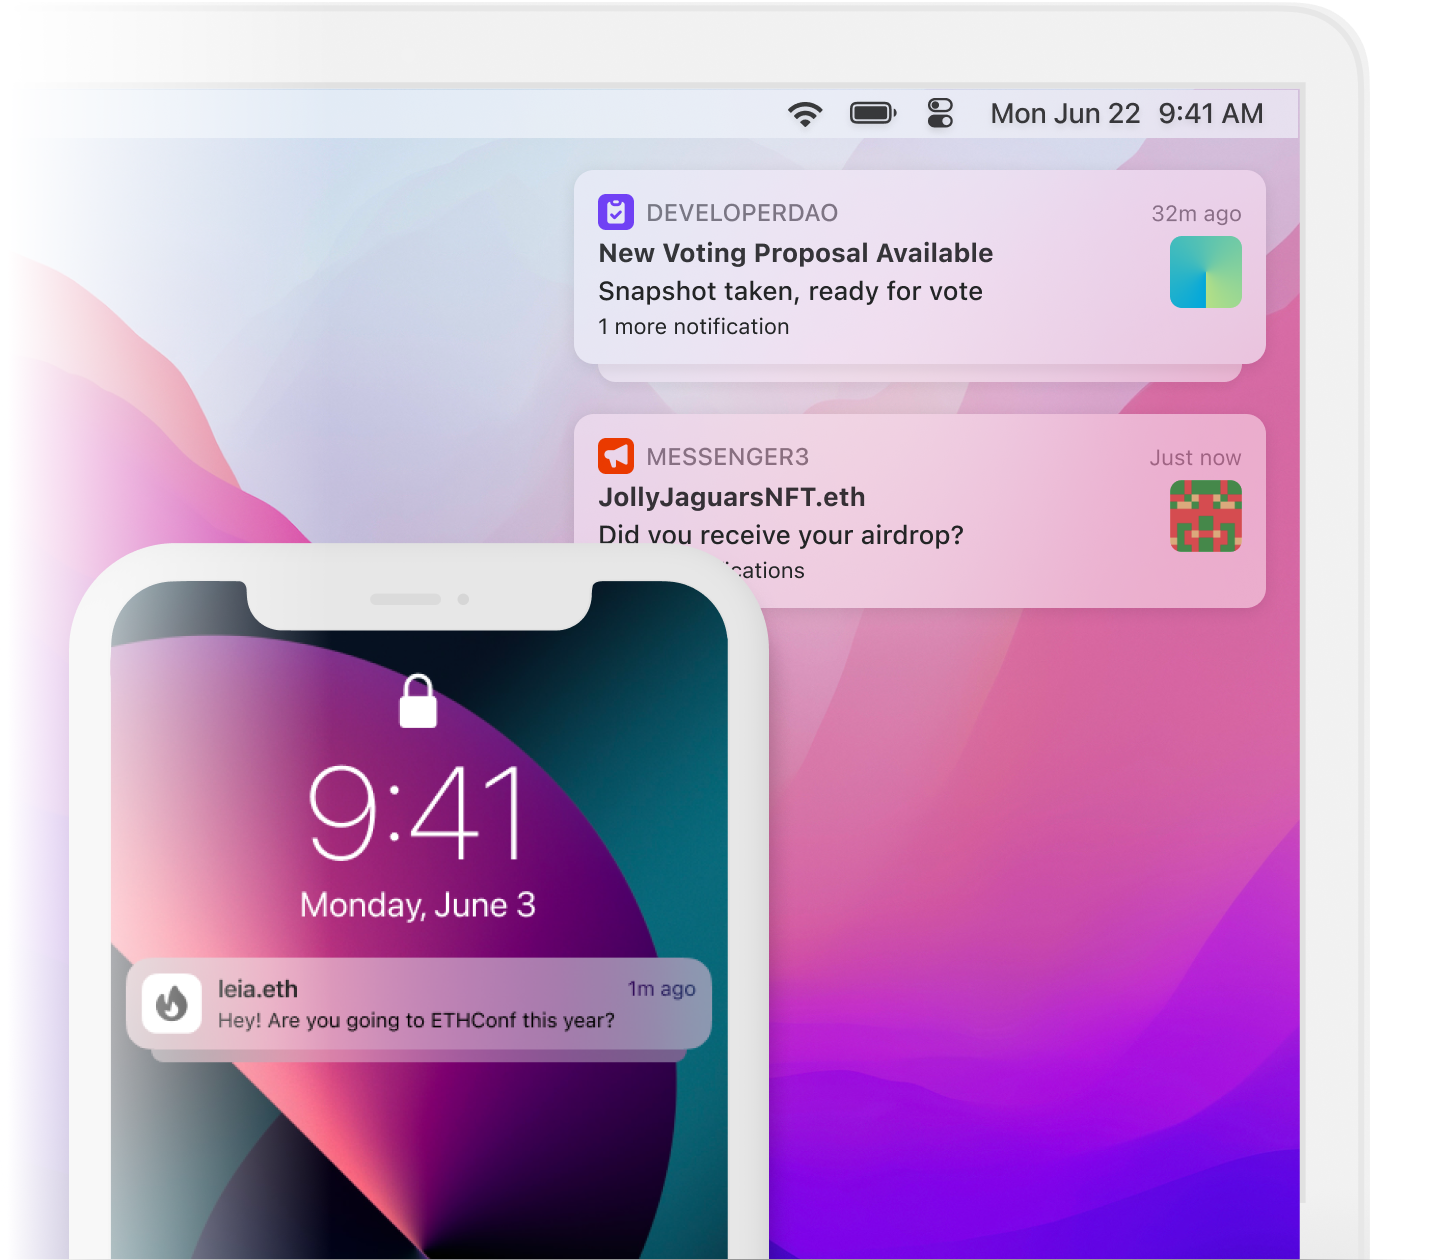 Mon Jun 22 9:41 AM
DEVELOPERDAO 32m ago
New Voting Proposal Available
Snapshot taken, ready for vote
1 more notification
MESSENGER3 Just now
JollyJaguarsNFT.eth
Did you receive your airdrop?
9:41
Monday, June 3
leia.eth 1m ago
Hey! Are you going to ETHConf this year?